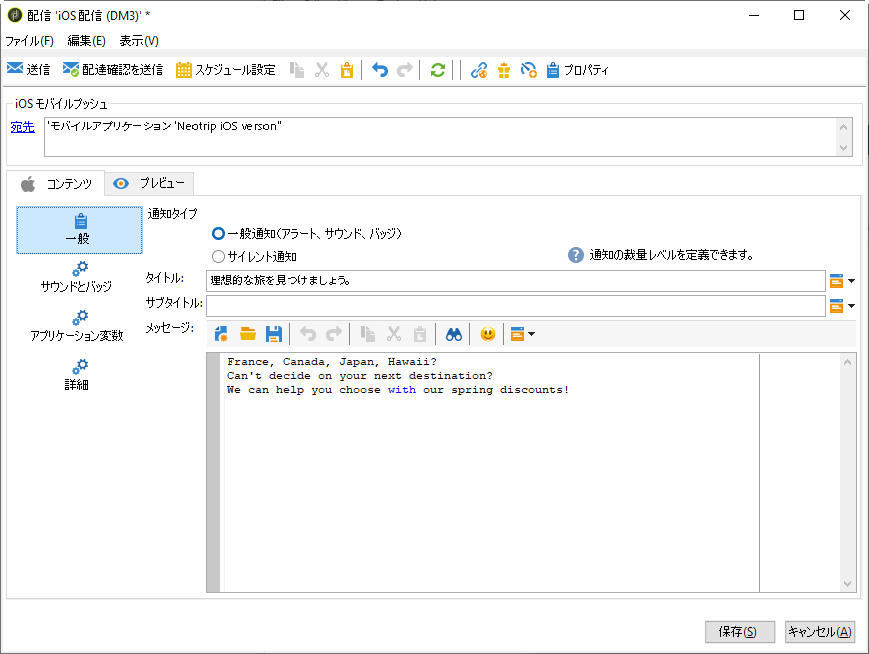 配信 'iOS 配信 (DM3)' *
ファイル(F) 編集(E) 表示(V)
送信 配達確認を送信 スケジュール設定 プロパティ
iOS モバイルプッシュ
宛先 'モバイルアプリケーション 'Neotrip iOS verson''
コンテンツ プレビュー
一般
サウンドとバッジ
アプリケーション変数
詳細
通知タイプ
一般通知(アラート、サウンド、バッジ)
サイレント通知 ? 通知の裁量レベルを定義できます。
タイトル: 理想的な旅を見つけましょう。
サブタイトル:
メッセージ:
France, Canada, Japan, Hawaii?
Can't decide on your next destination?
We can help you choose with our spring discounts!
保存(S) キャンセル(A)